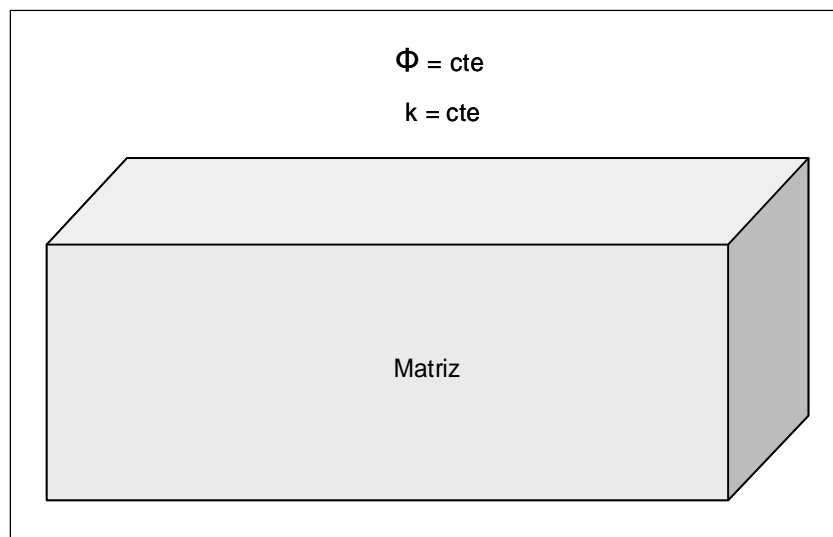 Φ = cte
k = cte
Matriz